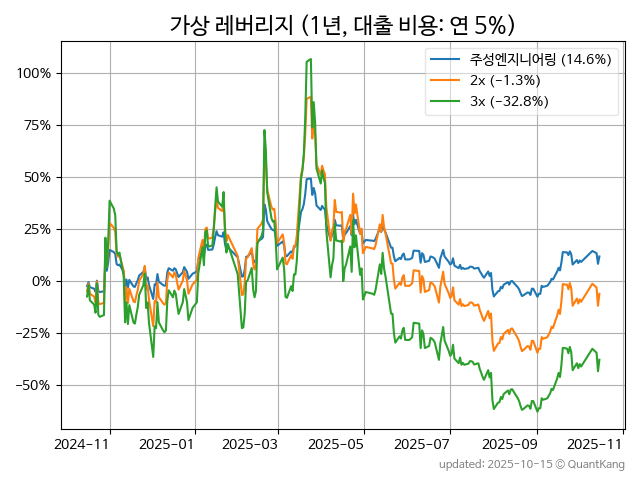 가상 레버리지 (1년, 대출 비용: 연 5%)
주성엔지니어링 (14.6%)
2x (−1.3%)
3x (−32.8%)
100%
75%
50%
25%
0%
−25%
−50%
2024-11 2025-01 2025-03 2025-05 2025-07 2025-09 2025-11
updated: 2025-10-15 © QuantKang